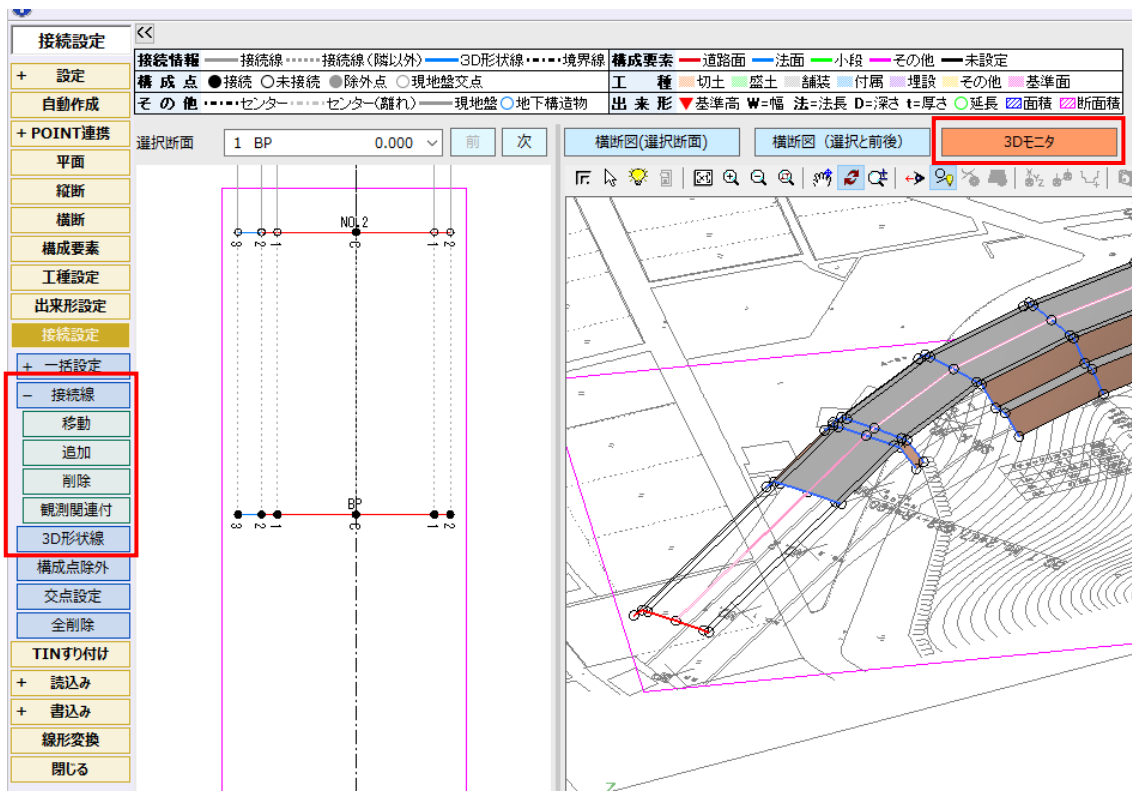 接続設定
<<
接続情報 接続線 接続線(隣以外) 3D形状線 境界線 構成要素 道路面 法面 小段 その他 未設定
構成点 ●接続 ○未接続 ●除外点 ○現地盤交点 工種 切土 盛土 舗装 付属 埋設 その他 基準面
その他 センター センター(離れ) 現地盤 ○地下構造物 出来形 ▼基準高 W=幅 法=法長 D=深さ t=厚さ ○延長 面積 断面積
選択断面 1 BP 0.000 前 次 横断図(選択断面) 横断図(選択と前後) 3Dモニタ
+ 設定
自動作成
+ POINT連携
平面
縦断
横断
構成要素
工種設定
出来形設定
接続設定
+ 一括設定
- 接続線
移動
追加
削除
観測関連付
3D形状線
構成点除外
交点設定
全削除
TINすり付け
+ 読込み
+ 書込み
線形変換
閉じる
NO.2
3 2 1 C 1 2
BP
3 2 1 C 1 2
Z